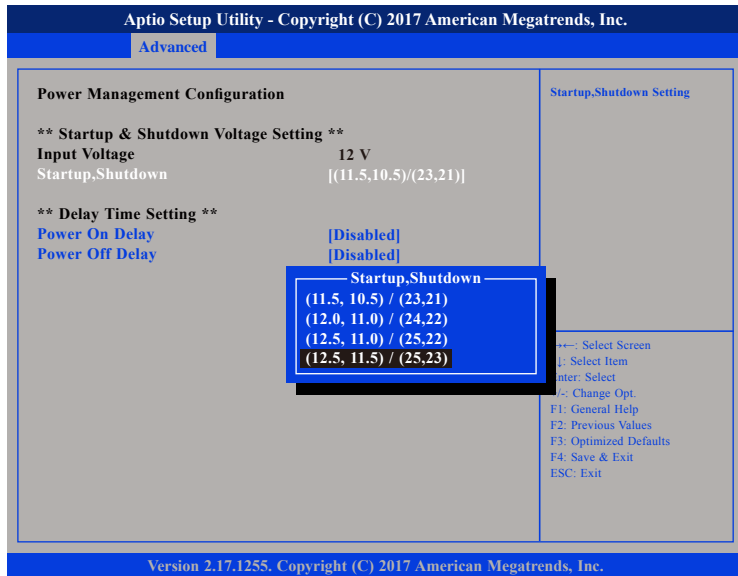 Aptio Setup Utility - Copyright (C) 2017 American Megatrends, Inc.
Advanced
Power Management Configuration
** Startup & Shutdown Voltage Setting **
Input Voltage 12 V
Startup,Shutdown [(11.5,10.5)/(23,21)]
** Delay Time Setting **
Power On Delay [Disabled]
Power Off Delay [Disabled]
Startup,Shutdown
(11.5, 10.5) / (23,21)
(12.0, 11.0) / (24,22)
(12.5, 11.0) / (25,22)
(12.5, 11.5) / (25,23)
Startup,Shutdown Setting
→←: Select Screen
↓: Select Item
nter: Select
/-: Change Opt.
F1: General Help
F2: Previous Values
F3: Optimized Defaults
F4: Save & Exit
ESC: Exit
Version 2.17.1255. Copyright (C) 2017 American Megatrends, Inc.